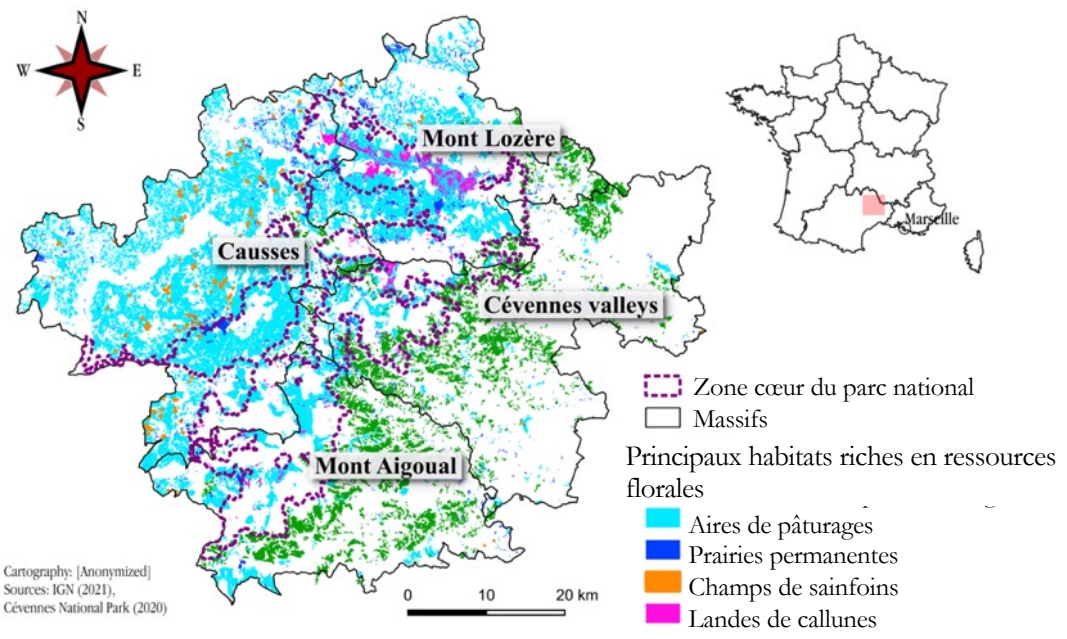 N
W
E
S
Mont Lozère
Causses
Cévennes valleys
Mont Aigoual
Marseille
Zone cœur du parc national
Massifs
Principaux habitats riches en ressources
florales
Aires de pâturages
Prairies permanentes
Champs de sainfoins
Landes de callunes
Cartography: [Anonymized]
Sources: IGN (2021),
Cévennes National Park (2020)
0 10 20 km